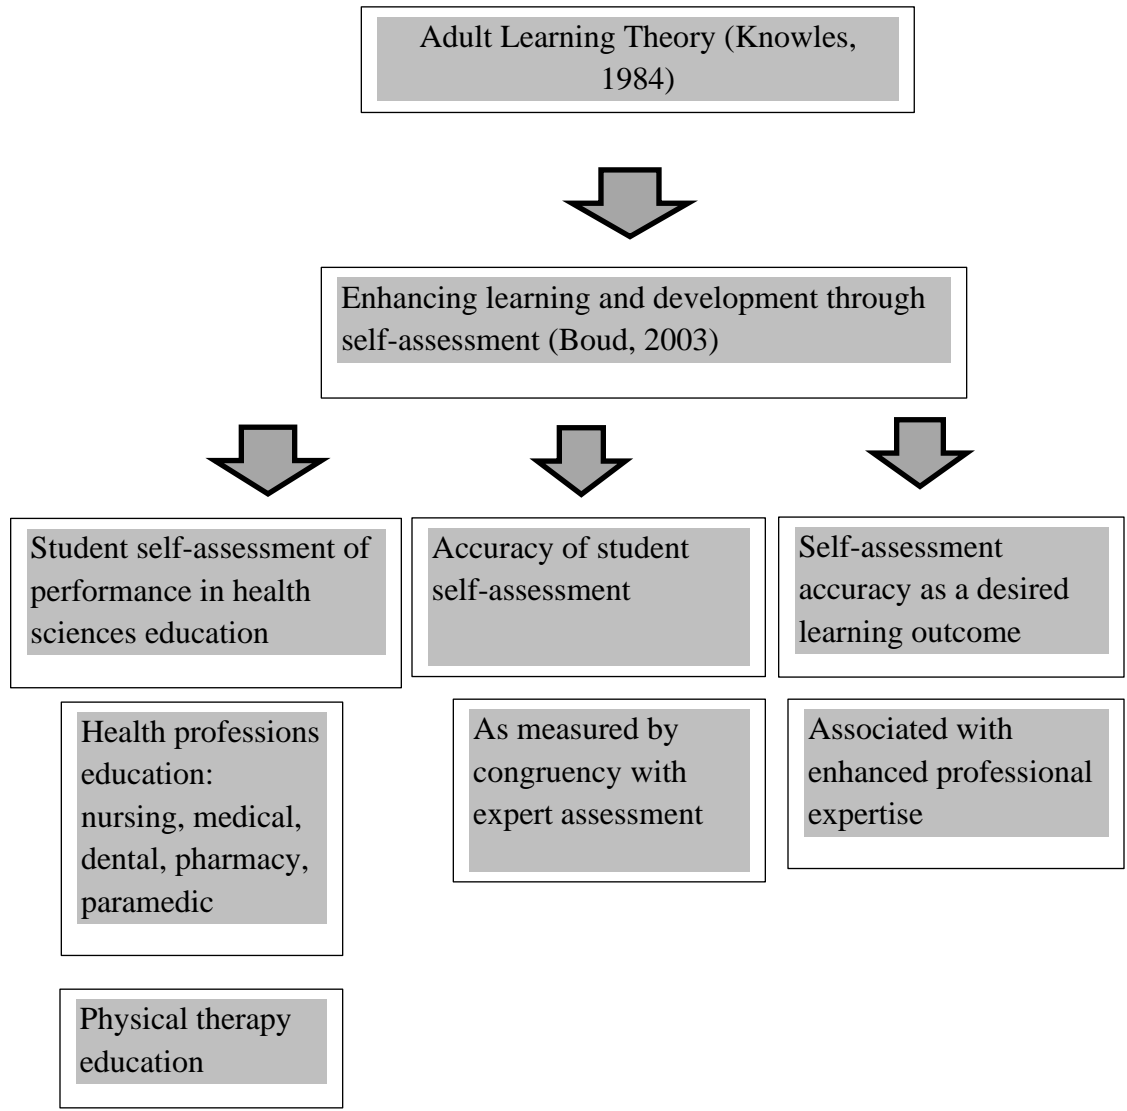 Adult Learning Theory (Knowles,
1984)
Enhancing learning and development through
self-assessment (Boud, 2003)
Student self-assessment of
performance in health
sciences education
Accuracy of student
self-assessment
Self-assessment
accuracy as a desired
learning outcome
Health professions
education:
nursing, medical,
dental, pharmacy,
paramedic
As measured by
congruency with
expert assessment
Associated with
enhanced professional
expertise
Physical therapy
education